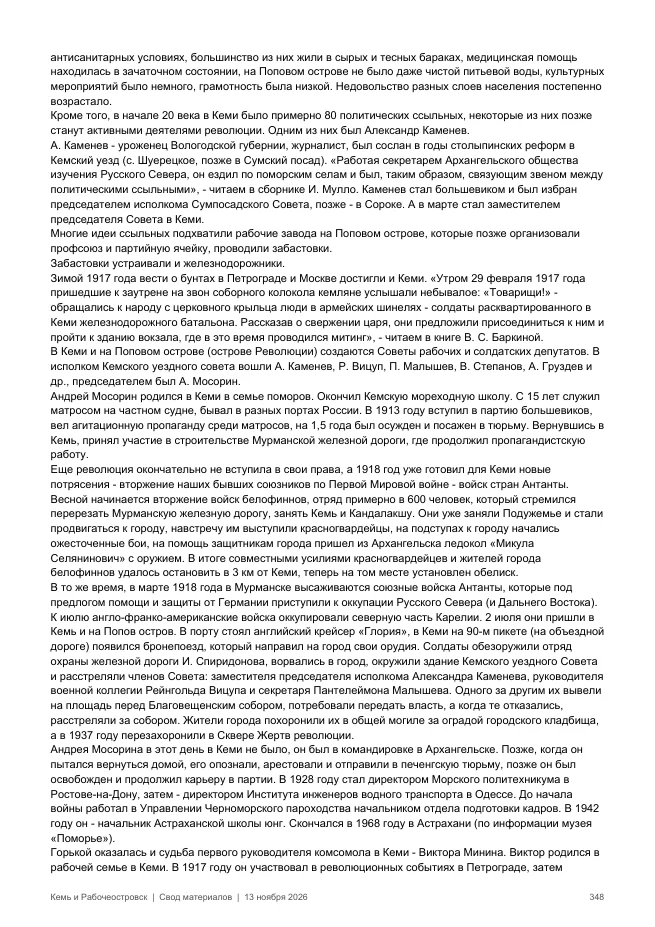 антисанитарных условиях, большинство из них жили в сырых и тесных бараках, медицинская помощь
находилась в зачаточном состоянии, на Поповом острове не было даже чистой питьевой воды, культурных
мероприятий было немного, грамотность была низкой. Недовольство разных слоев населения постепенно
возрастало.
Кроме того, в начале 20 века в Кеми было примерно 80 политических ссыльных, некоторые из них позже
станут активными деятелями революции. Одним из них был Александр Каменев.
А. Каменев - уроженец Вологодской губернии, журналист, был сослан в годы столыпинских реформ в
Кемский уезд (с. Шуерецкое, позже в Сумский посад). «Работая секретарем Архангельского общества
изучения Русского Севера, он ездил по поморским селам и был, таким образом, связующим звеном между
политическими ссыльными», - читаем в сборнике И. Мулло. Каменев стал большевиком и был избран
председателем исполкома Сумпосадского Совета, позже - в Сороке. А в марте стал заместителем
председателя Совета в Кеми.
Многие идеи ссыльных подхватили рабочие завода на Поповом острове, которые позже организовали
профсоюз и партийную ячейку, проводили забастовки.
Забастовки устраивали и железнодорожники.
Зимой 1917 года вести о бунтах в Петрограде и Москве достигли и Кеми. «Утром 29 февраля 1917 года
пришедшие к заутрене на звон соборного колокола кемляне услышали небывалое: «Товарищи!» -
обращались к народу с церковного крыльца люди в армейских шинелях - солдаты расквартированного в
Кеми железнодорожного батальона. Рассказав о свержении царя, они предложили присоединиться к ним и
пройти к зданию вокзала, где в это время проводился митинг», - читаем в книге В. С. Баркиной.
В Кеми и на Поповом острове (острове Революции) создаются Советы рабочих и солдатских депутатов. В
исполком Кемского уездного совета вошли А. Каменев, Р. Вицуп, П. Малышев, В. Степанов, А. Груздев и
др., председателем был А. Мосорин.
Андрей Мосорин родился в Кеми в семье поморов. Окончил Кемскую мореходную школу. С 15 лет служил
матросом на частном судне, бывал в разных портах России. В 1913 году вступил в партию большевиков,
вел агитационную пропаганду среди матросов, на 1,5 года был осужден и посажен в тюрьму. Вернувшись в
Кемь, принял участие в строительстве Мурманской железной дороги, где продолжил пропагандистскую
работу.
Еще революция окончательно не вступила в свои права, а 1918 год уже готовил для Кеми новые
потрясения - вторжение наших бывших союзников по Первой Мировой войне - войск стран Антанты.
Весной начинается вторжение войск белофиннов, отряд примерно в 600 человек, который стремился
перерезать Мурманскую железную дорогу, занять Кемь и Кандалакшу. Они уже заняли Подужемье и стали
продвигаться к городу, навстречу им выступили красногвардейцы, на подступах к городу начались
ожесточенные бои, на помощь защитникам города пришел из Архангельска ледокол «Микула
Селянинович» с оружием. В итоге совместными усилиями красногвардейцев и жителей города
белофиннов удалось остановить в 3 км от Кеми, теперь на том месте установлен обелиск.
В то же время, в марте 1918 года в Мурманске высаживаются союзные войска Антанты, которые под
предлогом помощи и защиты от Германии приступили к оккупации Русского Севера (и Дальнего Востока).
К июлю англо-франко-американские войска оккупировали северную часть Карелии. 2 июля они пришли в
Кемь и на Попов остров. В порту стоял английский крейсер «Глория», в Кеми на 90-м пикете (на объездной
дороге) появился бронепоезд, который направил на город свои орудия. Солдаты обезоружили отряд
охраны железной дороги И. Спиридонова, ворвались в город, окружили здание Кемского уездного Совета
и расстреляли членов Совета: заместителя председателя исполкома Александра Каменева, руководителя
военной коллегии Рейнгольда Вицупа и секретаря Пантелеймона Малышева. Одного за другим их вывели
на площадь перед Благовещенским собором, потребовали передать власть, а когда те отказались,
расстреляли за собором. Жители города похоронили их в общей могиле за оградой городского кладбища,
а в 1937 году перезахоронили в Сквере Жертв революции.
Андрея Мосорина в этот день в Кеми не было, он был в командировке в Архангельске. Позже, когда он
пытался вернуться домой, его опознали, арестовали и отправили в печенгскую тюрьму, позже он был
освобожден и продолжил карьеру в партии. В 1928 году стал директором Морского политехникума в
Ростове-на-Дону, затем - директором Института инженеров водного транспорта в Одессе. До начала
войны работал в Управлении Черноморского пароходства начальником отдела подготовки кадров. В 1942
году он - начальник Астраханской школы юнг. Скончался в 1968 году в Астрахани (по информации музея
«Поморье»).
Горькой оказалась и судьба первого руководителя комсомола в Кеми - Виктора Минина. Виктор родился в
рабочей семье в Кеми. В 1917 году он участвовал в революционных событиях в Петрограде, затем
Кемь и Рабочеостровск | Свод материалов | 13 ноября 2026
348